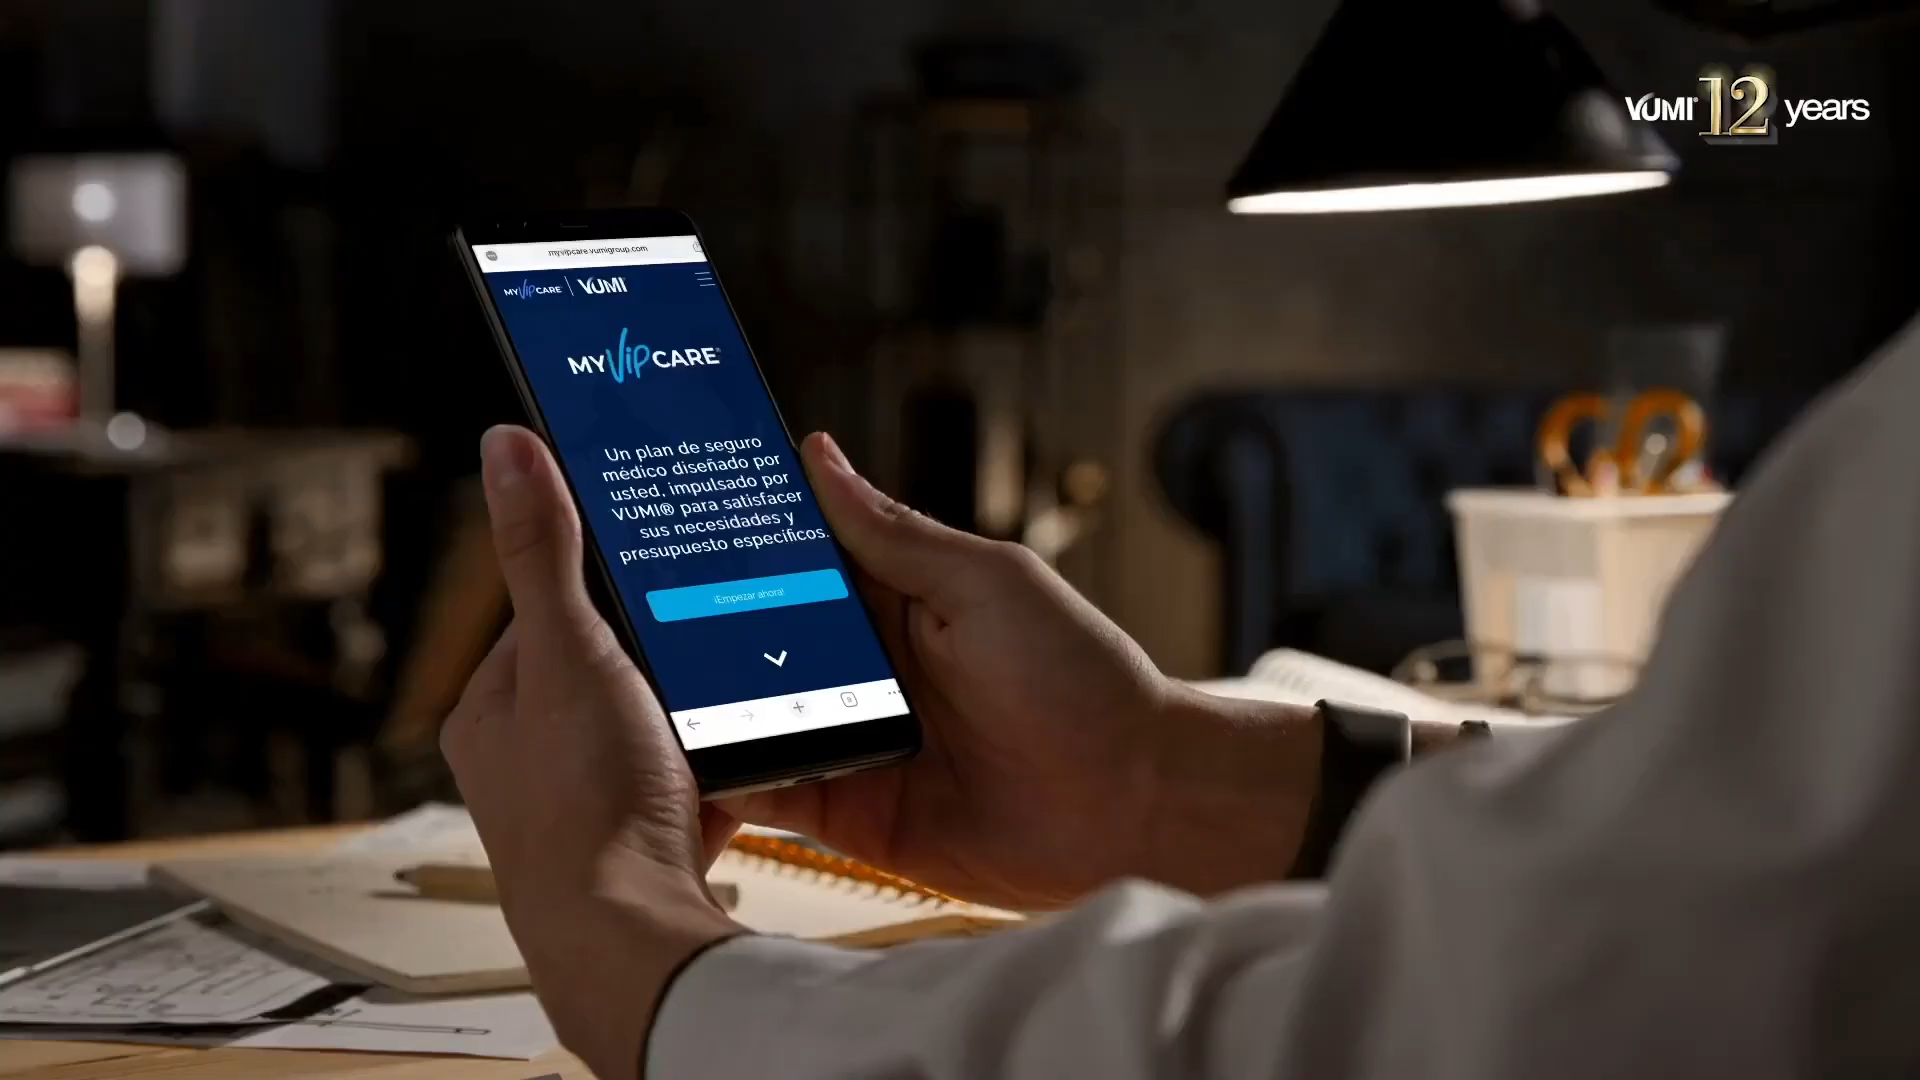 VUMI® 12 years
myvipcare.vumigroup.com
MY Vip CARE | VUMI
MY Vip CARE®
Un plan de seguro
médico diseñado por
usted, impulsado por
VUMI® para satisfacer
sus necesidades y
presupuesto específicos.
¡Empezar ahora!